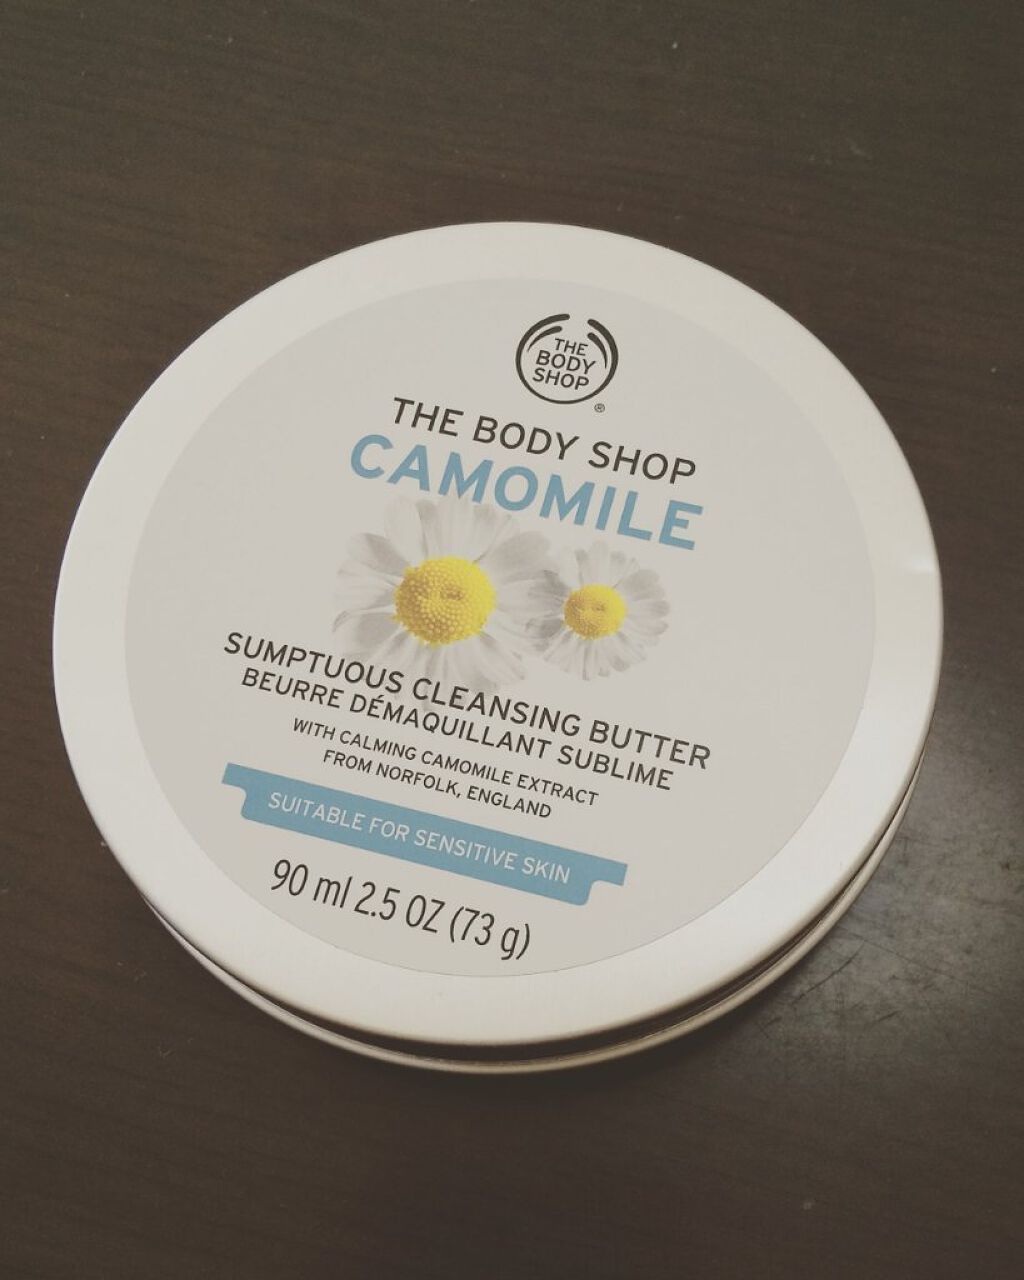 THE
BODY
SHOP
®
THE BODY SHOP
CAMOMILE
SUMPTUOUS CLEANSING BUTTER
BEURRE DÉMAQUILLANT SUBLIME
WITH CALMING CAMOMILE EXTRACT
FROM NORFOLK, ENGLAND
SUITABLE FOR SENSITIVE SKIN
90 ml 2.5 OZ (73 g)